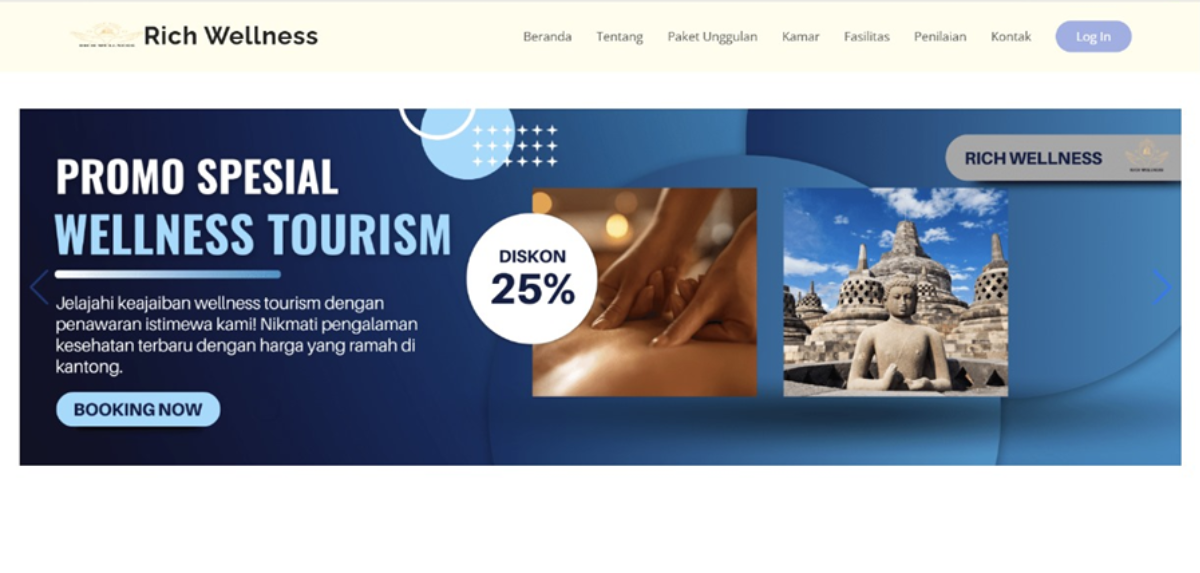 Rich Wellness
Beranda Tentang Paket Unggulan Kamar Fasilitas Penilaian Kontak Log In
RICH WELLNESS
PROMO SPESIAL
WELLNESS TOURISM
DISKON
25%
Jelajahi keajaiban wellness tourism dengan
penawaran istimewa kami! Nikmati pengalaman
kesehatan terbaru dengan harga yang ramah di
kantong.
BOOKING NOW